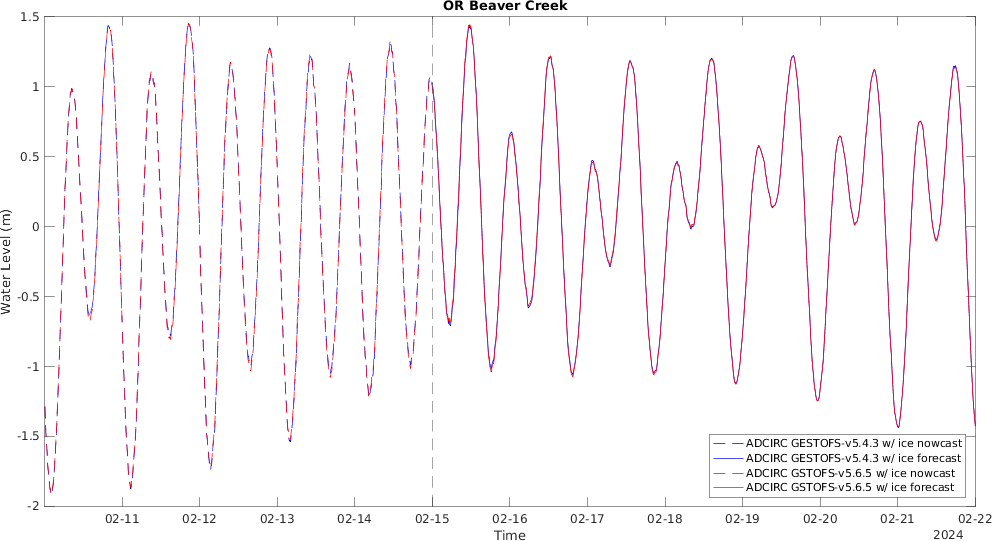 OR Beaver Creek
1.5
1
0.5
0
-0.5
-1
-1.5
-2
Water Level (m)
02-11 02-12 02-13 02-14 02-15 02-16 02-17 02-18 02-19 02-20 02-21 02-22
Time
2024
ADCIRC GESTOFS-v5.4.3 w/ ice nowcast
ADCIRC GESTOFS-v5.4.3 w/ ice forecast
ADCIRC GSTOFS-v5.6.5 w/ ice nowcast
ADCIRC GSTOFS-v5.6.5 w/ ice forecast